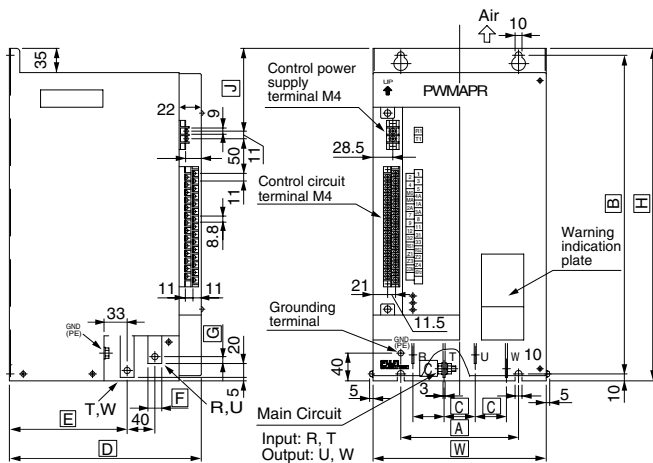 Air
10
35
J
22
9
50
11
11
8.8
11
11
33
GND
(PE)
G
20
5
T,W
R,U
F
40
E
D
Control power
supply
terminal M4
28.5
Control circuit
terminal M4
21
11.5
Grounding
terminal
GND
(PE)
40
5
Main Circuit
Input: R, T
Output: U, W
UP
PWMAPR
R1
T1
B
H
Warning
indication
plate
R
T
U
W
10
C
3
C
C
A
W
5
10